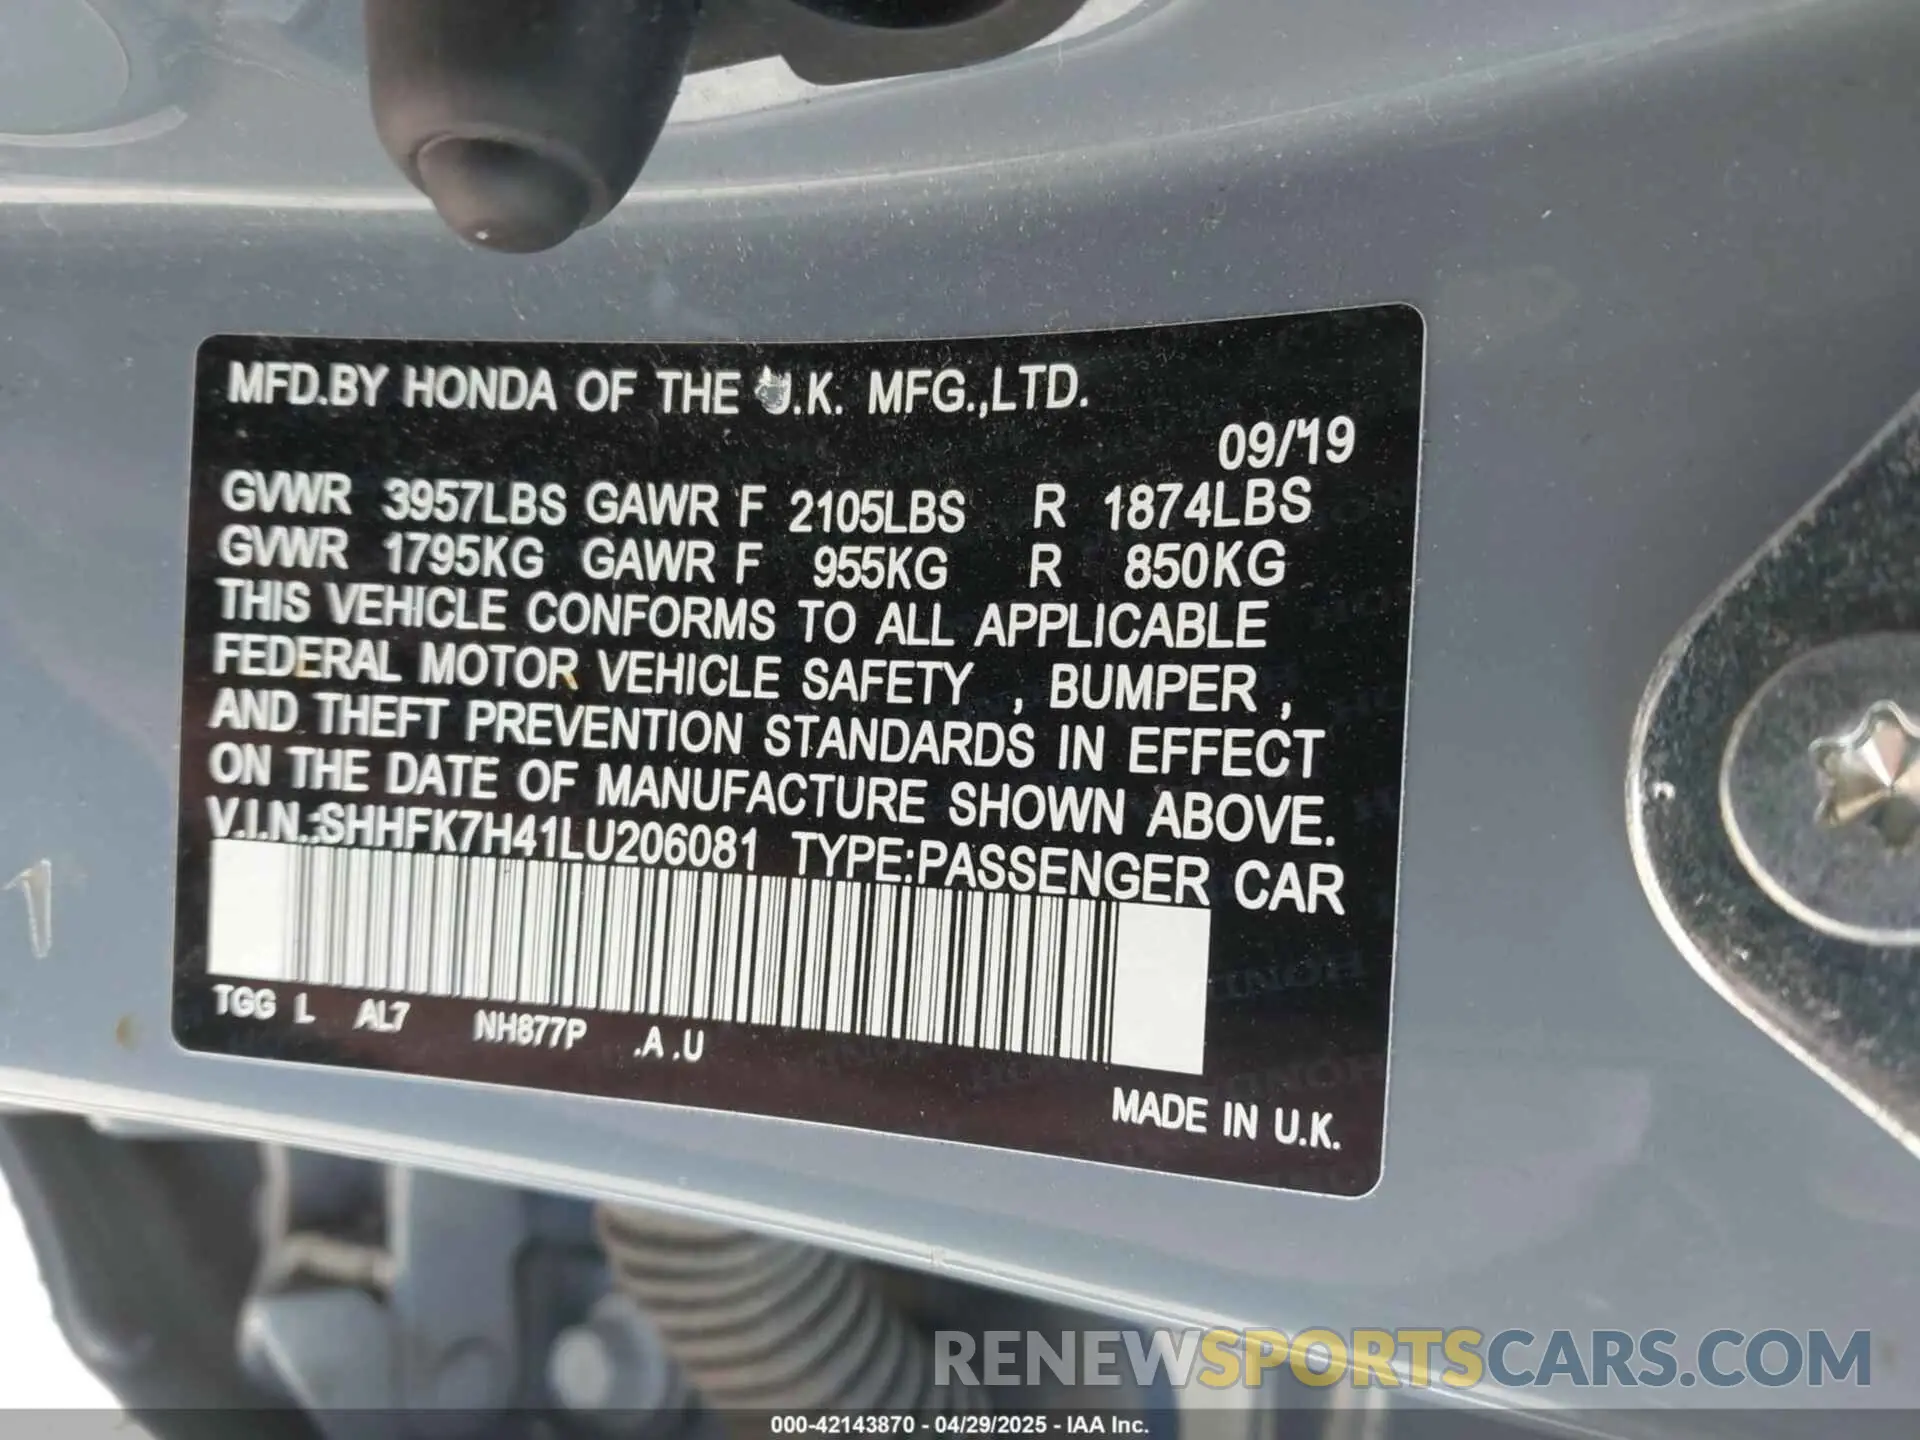 MFD.BY HONDA OF THE U.K. MFG.,LTD.
09/'19
GVWR 3957LBS GAWR F 2105LBS R 1874LBS
GVWR 1795KG GAWR F 955KG R 850KG
THIS VEHICLE CONFORMS TO ALL APPLICABLE
FEDERAL MOTOR VEHICLE SAFETY , BUMPER ,
AND THEFT PREVENTION STANDARDS IN EFFECT
ON THE DATE OF MANUFACTURE SHOWN ABOVE.
V.I.N.:SHHFK7H41LU206081 TYPE:PASSENGER CAR
TGG L AL7 NH877P .A .U
MADE IN U.K.
RENEWSPORTSCARS.COM
000-42143870 - 04/29/2025 - IAA Inc.